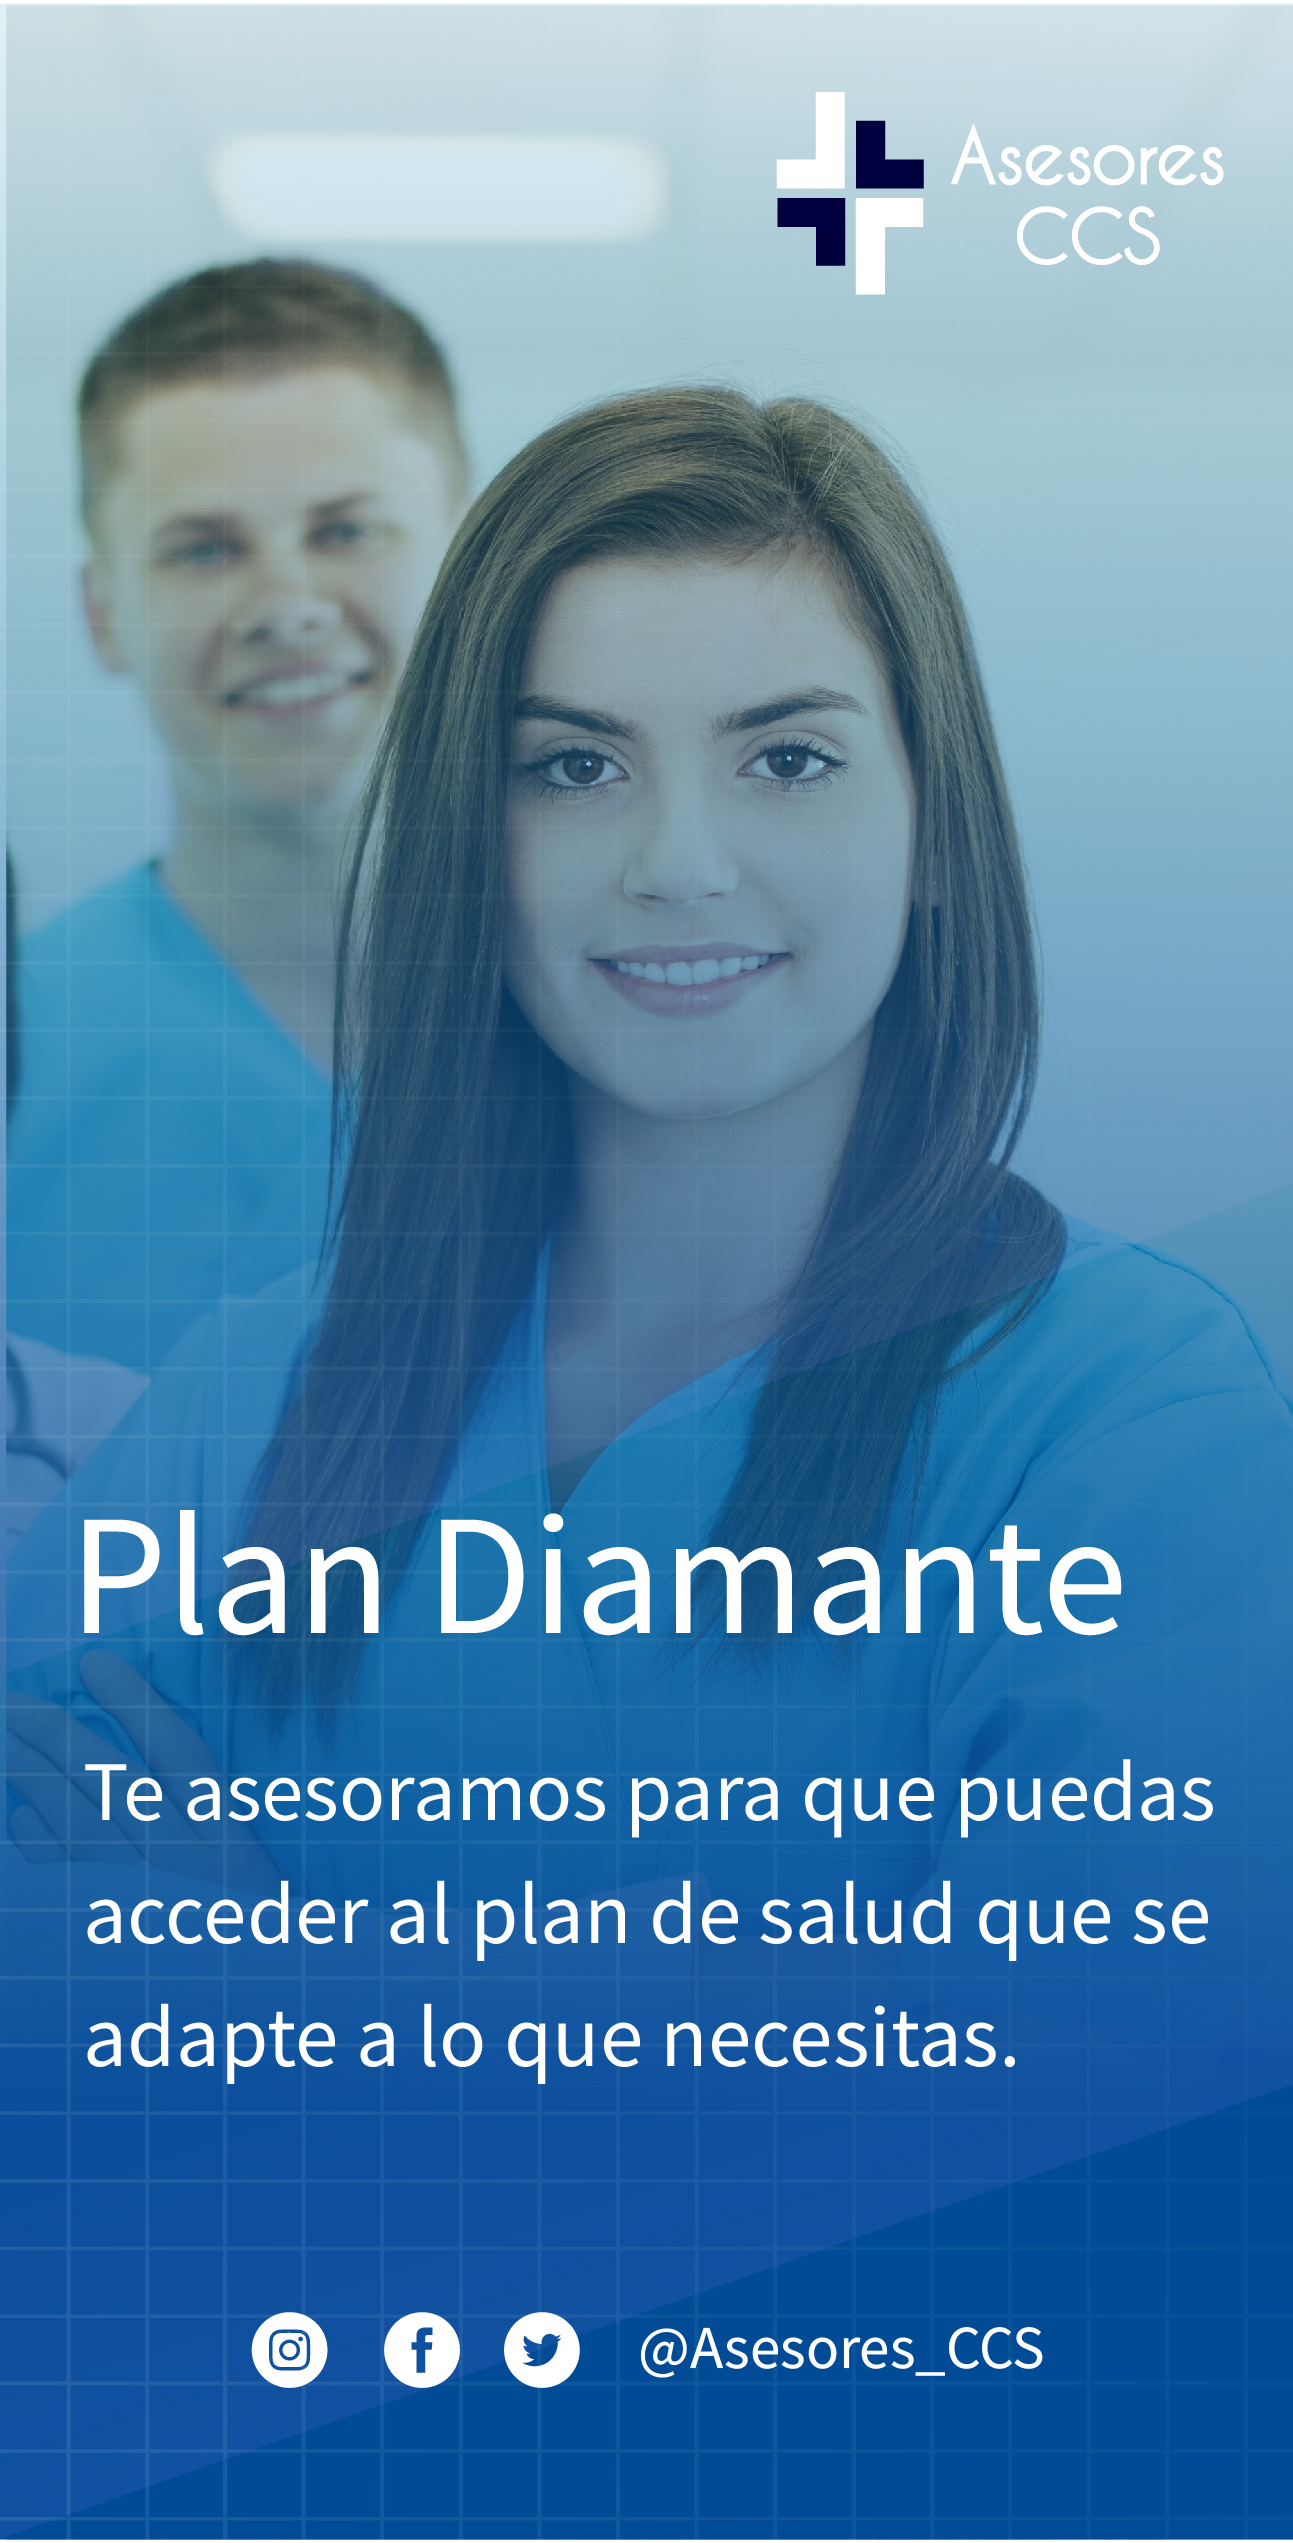 Asesores
CCS
Plan Diamante
Te asesoramos para que puedas
acceder al plan de salud que se
adapte a lo que necesitas.
@Asesores_CCS